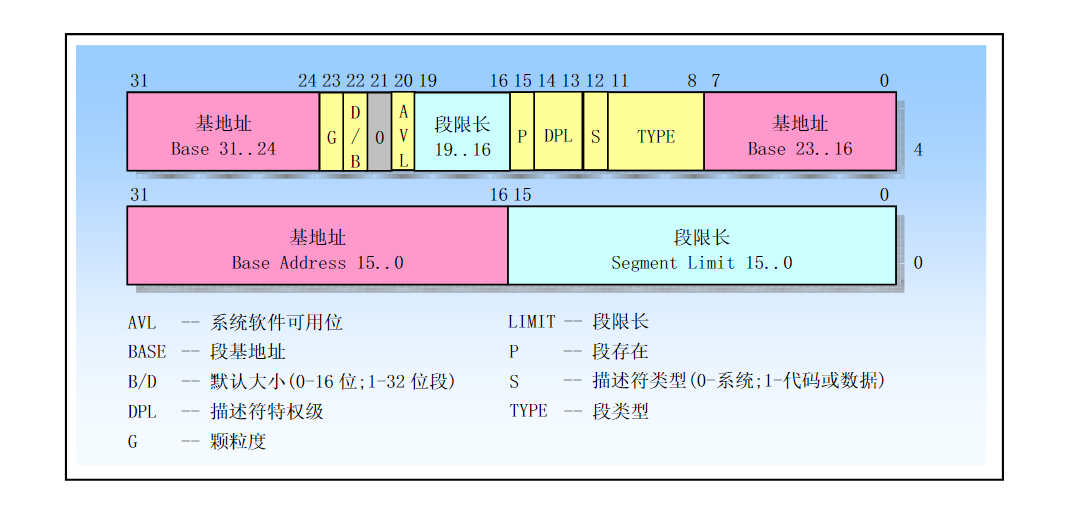 31 24 23 22 21 20 19 16 15 14 13 12 11 8 7 0
基地址 Base 31..24 G D/B 0 AVL 段限长 19..16 P DPL S TYPE 基地址 Base 23..16 4
31 16 15 0
基地址 段限长
Base Address 15..0 Segment Limit 15..0 0
AVL -- 系统软件可用位 LIMIT -- 段限长
BASE -- 段基地址 P -- 段存在
B/D -- 默认大小(0-16 位;1-32 位段) S -- 描述符类型(0-系统;1-代码或数据)
DPL -- 描述符特权级 TYPE -- 段类型
G -- 颗粒度